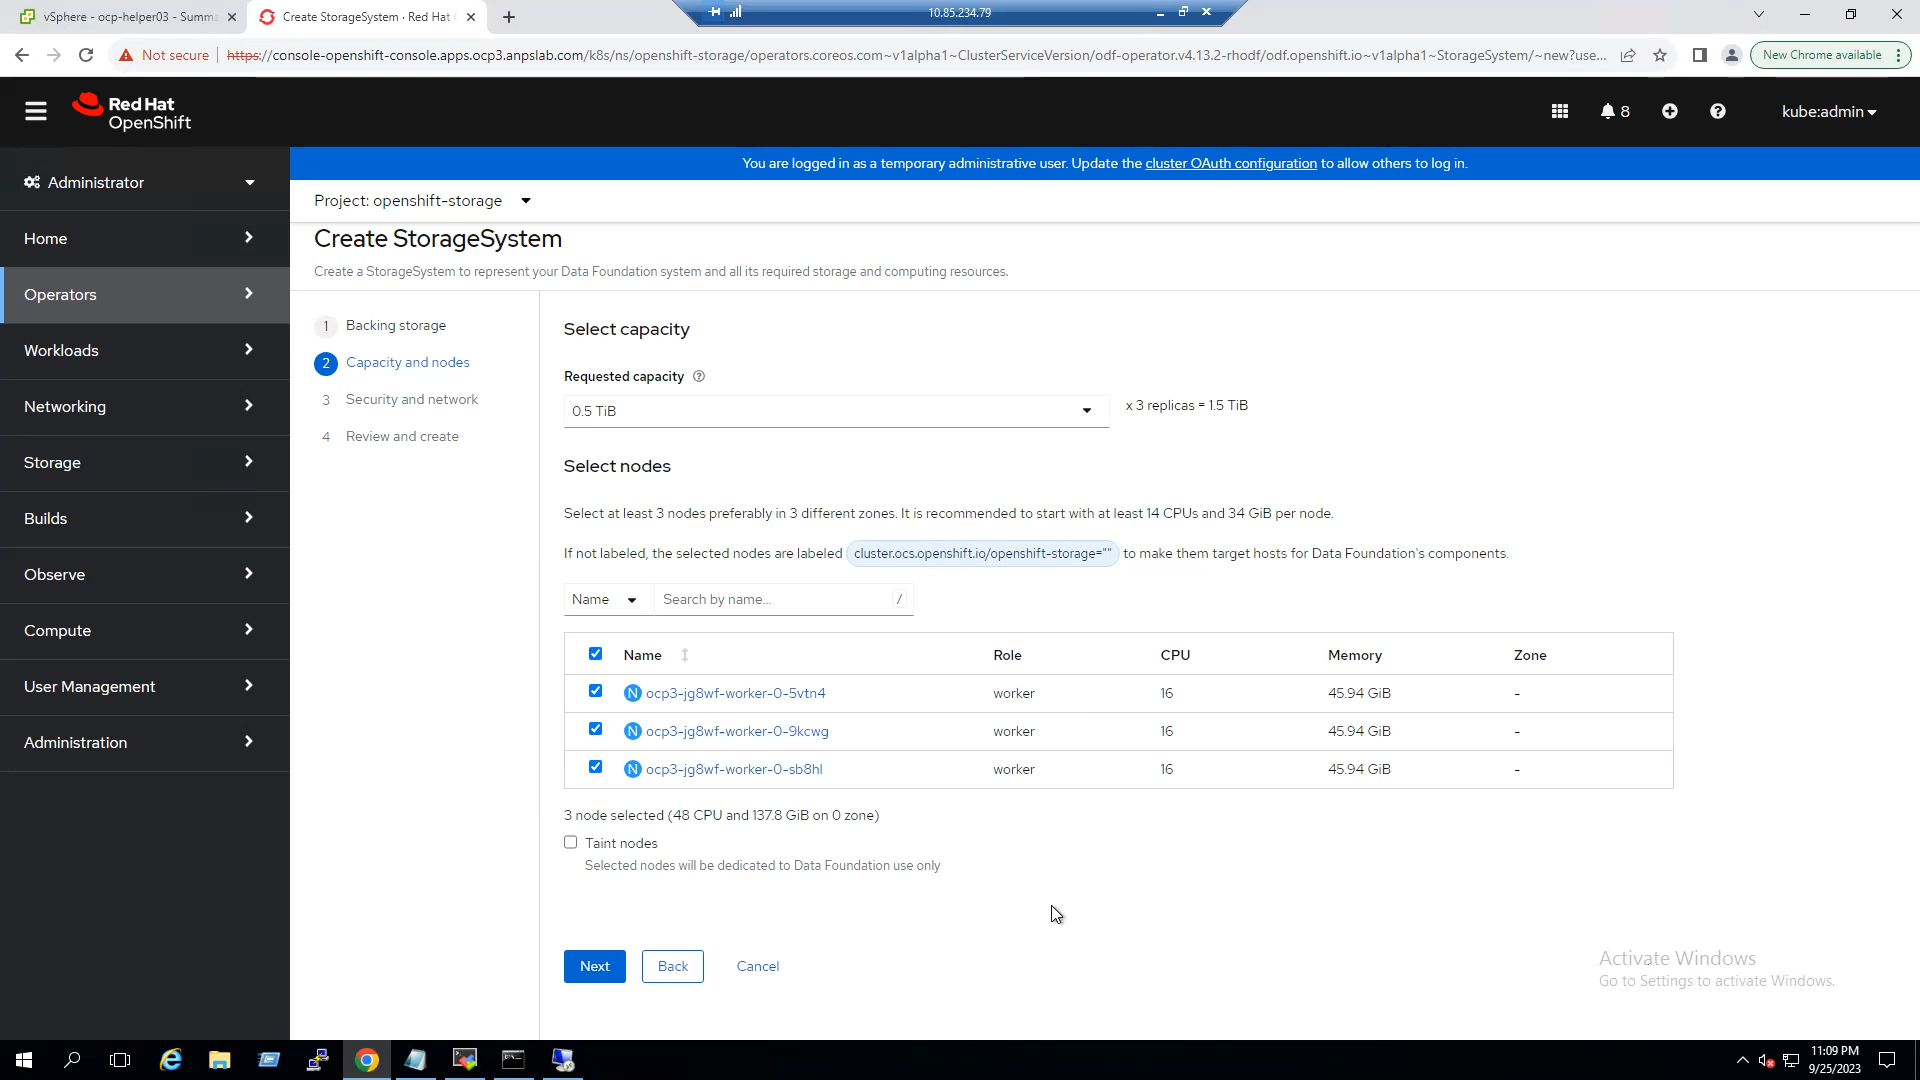 vSphere - ocp-helper03 - Summa
Create StorageSystem · Red Hat
10.85.234.79
Not secure
https://console-openshift-console.apps.ocp3.anpslab.com/k8s/ns/openshift-storage/operators.coreos.com~v1alpha1~ClusterServiceVersion/odf-operator.v4.13.2-rhodf/odf.openshift.io~v1alpha1~StorageSystem/~new?use...
New Chrome available
Red Hat
OpenShift
8
kube:admin
You are logged in as a temporary administrative user. Update the cluster OAuth configuration to allow others to log in.
Administrator
Home
Operators
Workloads
Networking
Storage
Builds
Observe
Compute
User Management
Administration
Project: openshift-storage
Create StorageSystem
Create a StorageSystem to represent your Data Foundation system and all its required storage and computing resources.
1 Backing storage
2 Capacity and nodes
3 Security and network
4 Review and create
Select capacity
Requested capacity
0.5 TiB
x 3 replicas = 1.5 TiB
Select nodes
Select at least 3 nodes preferably in 3 different zones. It is recommended to start with at least 14 CPUs and 34 GiB per node.
If not labeled, the selected nodes are labeled cluster.ocs.openshift.io/openshift-storage="" to make them target hosts for Data Foundation's components.
Name Search by name... /
Name Role CPU Memory Zone
N ocp3-jg8wf-worker-0-5vtn4 worker 16 45.94 GiB -
N ocp3-jg8wf-worker-0-9kcwg worker 16 45.94 GiB -
N ocp3-jg8wf-worker-0-sb8hl worker 16 45.94 GiB -
3 node selected (48 CPU and 137.8 GiB on 0 zone)
Taint nodes
Selected nodes will be dedicated to Data Foundation use only
Next Back Cancel
Activate Windows
Go to Settings to activate Windows.
11:09 PM
9/25/2023